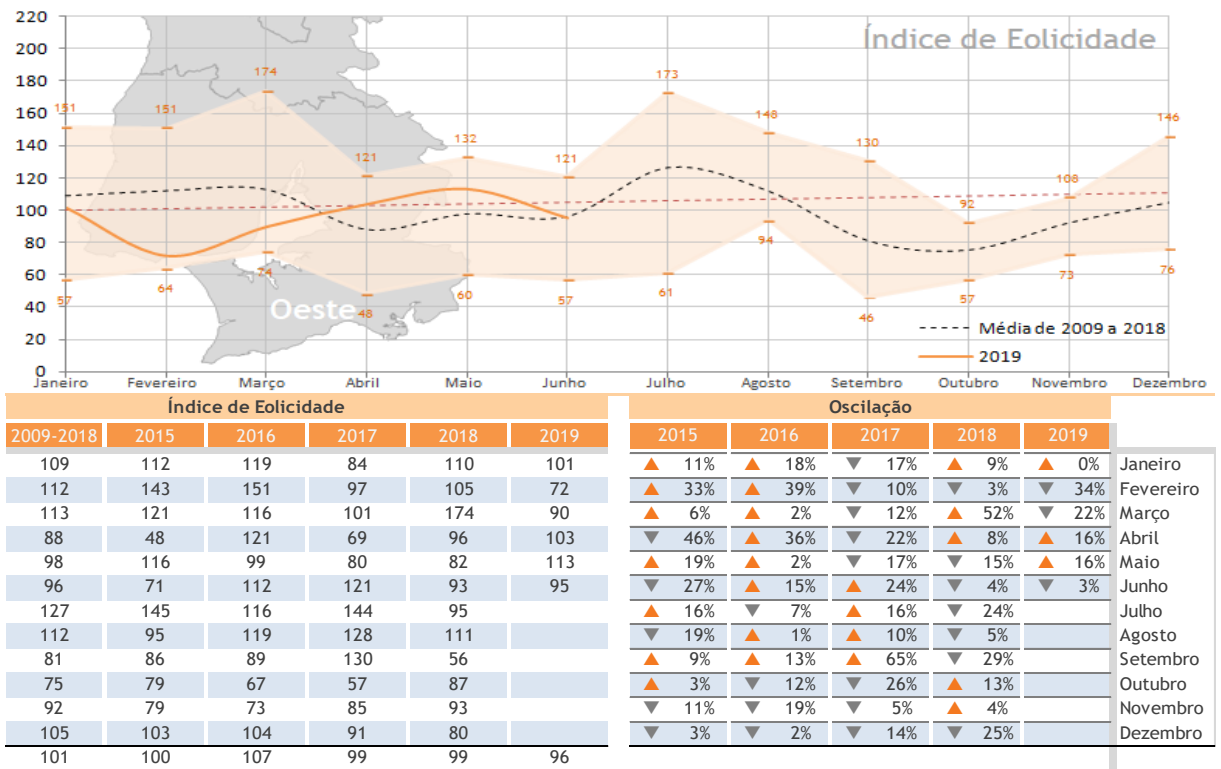 Índice de Eolicidade
220
200
180
160
140
120
100
80
60
40
20
0
151
151
174
121
132
121
173
148
130
92
108
146
57
64
74
48
60
57
61
94
46
57
73
76
Oeste
Média de 2009 a 2018
2019
Janeiro Fevereiro Março Abril Maio Junho Julho Agosto Setembro Outubro Novembro Dezembro
Índice de Eolicidade Oscilação
2009-2018 2015 2016 2017 2018 2019 2015 2016 2017 2018 2019
109 112 119 84 110 101 ▲ 11% ▲ 18% ▼ 17% ▲ 9% ▲ 0% Janeiro
112 143 151 97 105 72 ▲ 33% ▲ 39% ▼ 10% ▼ 3% ▼ 34% Fevereiro
113 121 116 101 174 90 ▲ 6% ▲ 2% ▼ 12% ▲ 52% ▼ 22% Março
88 48 121 69 96 103 ▼ 46% ▲ 36% ▼ 22% ▲ 8% ▲ 16% Abril
98 116 99 80 82 113 ▲ 19% ▲ 2% ▼ 17% ▼ 15% ▲ 16% Maio
96 71 112 121 93 95 ▼ 27% ▲ 15% ▲ 24% ▼ 4% ▼ 3% Junho
127 145 116 144 95 ▲ 16% ▼ 7% ▲ 16% ▼ 24% Julho
112 95 119 128 111 ▼ 19% ▲ 1% ▲ 10% ▼ 5% Agosto
81 86 89 130 56 ▲ 9% ▲ 13% ▲ 65% ▼ 29% Setembro
75 79 67 57 87 ▲ 3% ▼ 12% ▼ 26% ▲ 13% Outubro
92 79 73 85 93 ▼ 11% ▼ 19% ▼ 5% ▲ 4% Novembro
105 103 104 91 80 ▼ 3% ▼ 2% ▼ 14% ▼ 25% Dezembro
101 100 107 99 99 96